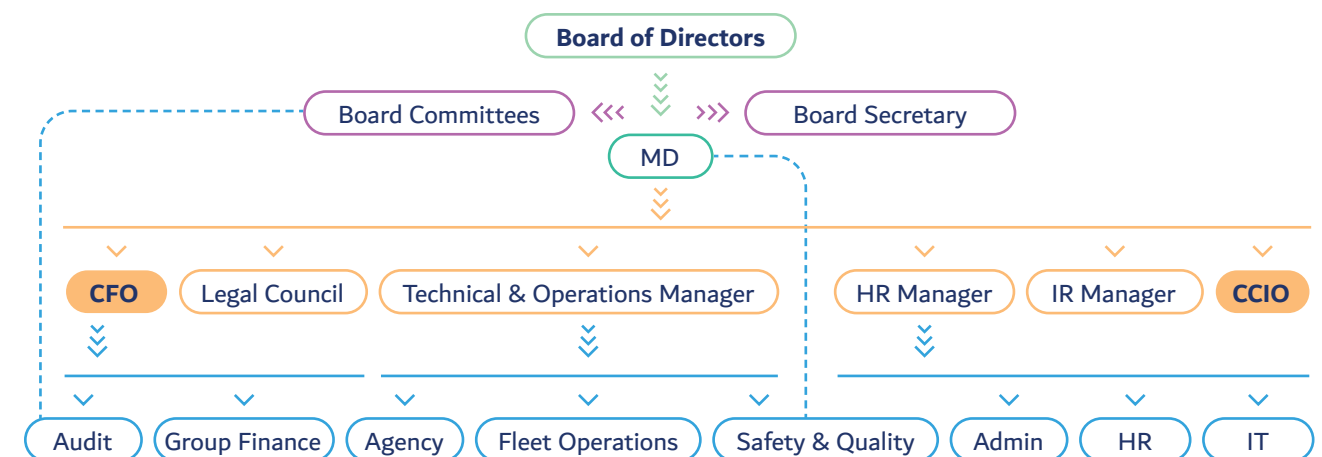 Board of Directors
Board Committees
Board Secretary
MD
CFO
Legal Council
Technical & Operations Manager
HR Manager
IR Manager
CCIO
Audit
Group Finance
Agency
Fleet Operations
Safety & Quality
Admin
HR
IT